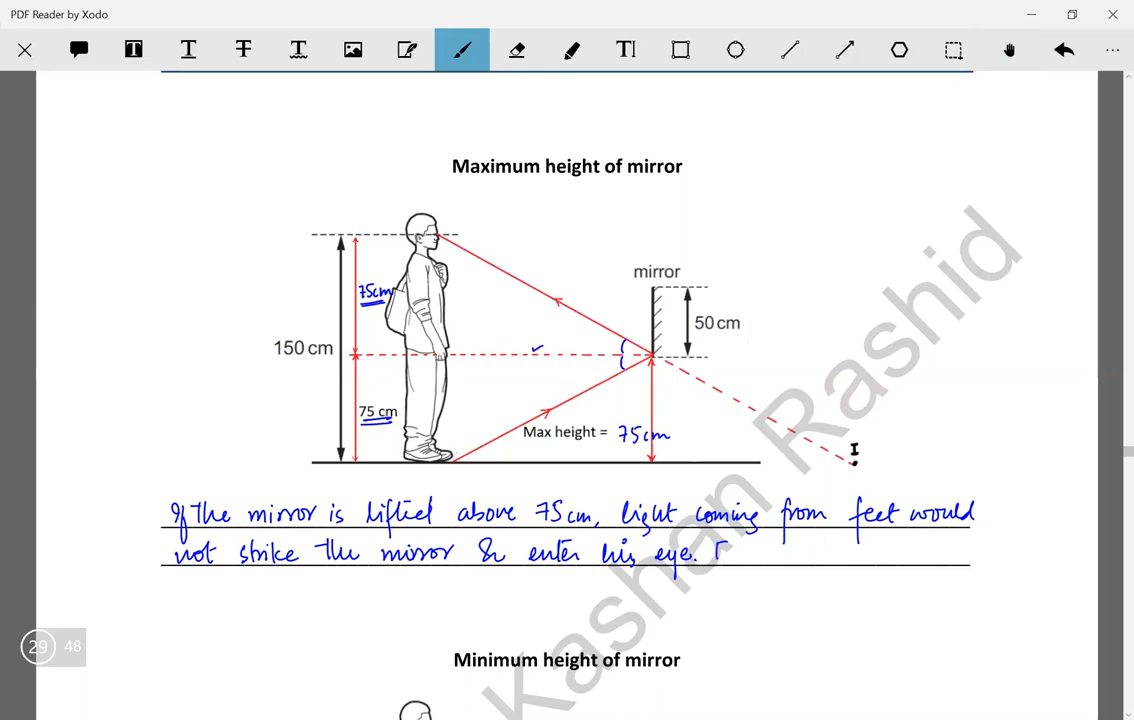 PDF Reader by Xodo
Maximum height of mirror
mirror
75cm
50 cm
150 cm
75 cm
Max height = 75cm
I
If the mirror is lifted above 75cm, light coming from feet would
not strike the mirror & enter his eye.
29 48
Minimum height of mirror
Kashan Rashid